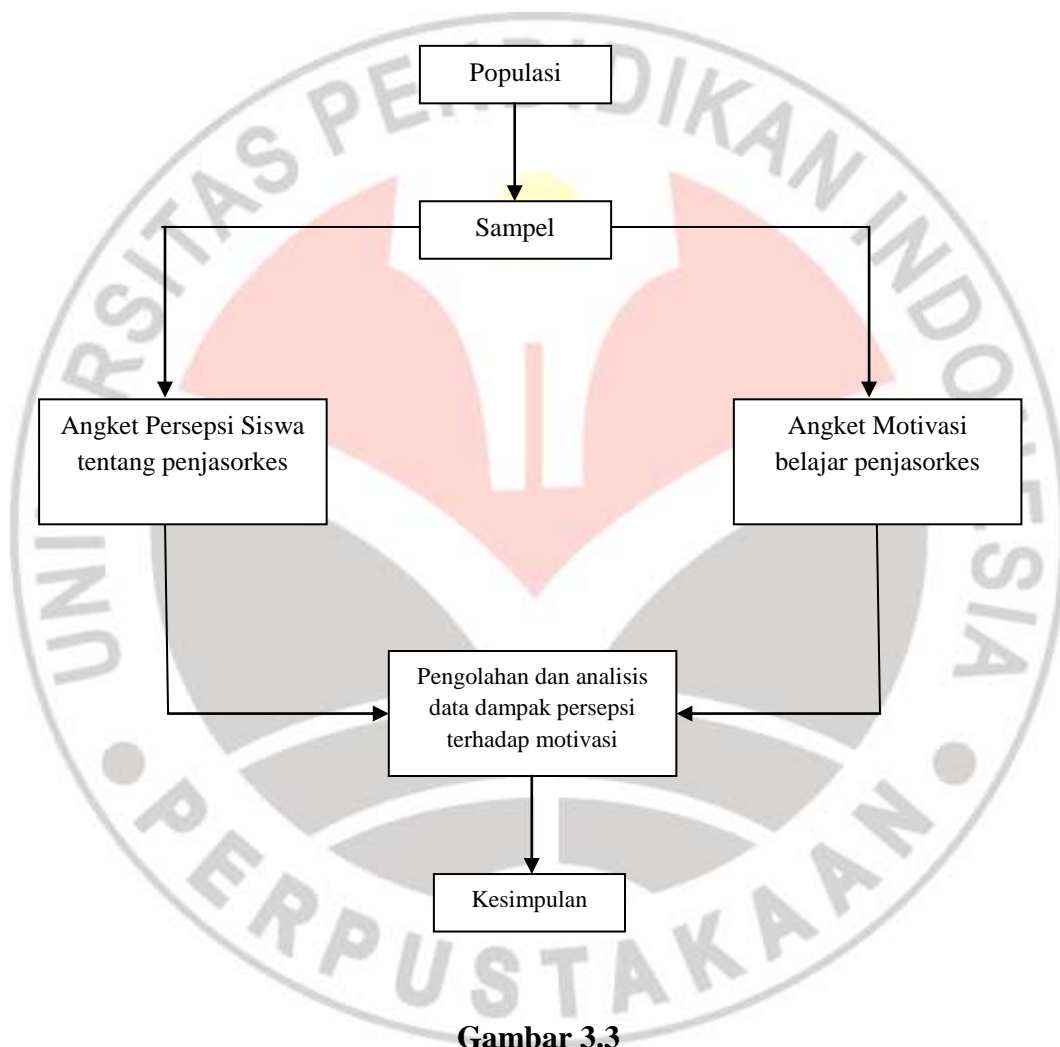 UNIVERSITAS PENDIDIKAN INDONESIA
Populasi
Sampel
Angket Persepsi Siswa
tentang penjasorkes
Angket Motivasi
belajar penjasorkes
Pengolahan dan analisis
data dampak persepsi
terhadap motivasi
Kesimpulan
PERPUSTAKAAN
Gambar 3.3